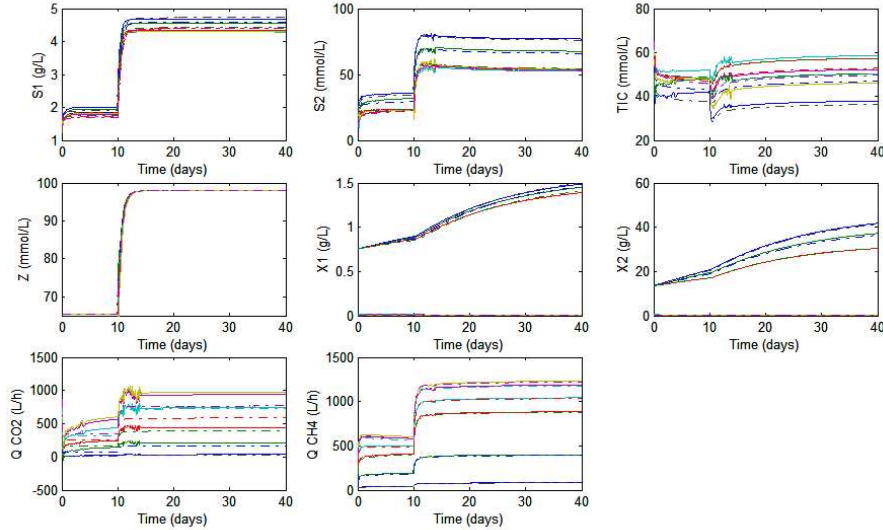 5
4
3
2
1
S1 (g/L)
0 10 20 30 40
Time (days)
100
50
0
S2 (mmol/L)
0 10 20 30 40
Time (days)
80
60
40
20
TIC (mmol/L)
0 10 20 30 40
Time (days)
100
90
80
70
Z (mmol/L)
0 10 20 30 40
Time (days)
1.5
1
0.5
0
X1 (g/L)
0 10 20 30 40
Time (days)
60
40
20
0
X2 (g/L)
0 10 20 30 40
Time (days)
1500
1000
500
0
-500
Q CO2 (L/h)
0 10 20 30 40
Time (days)
1500
1000
500
0
Q CH4 (L/h)
0 10 20 30 40
Time (days)